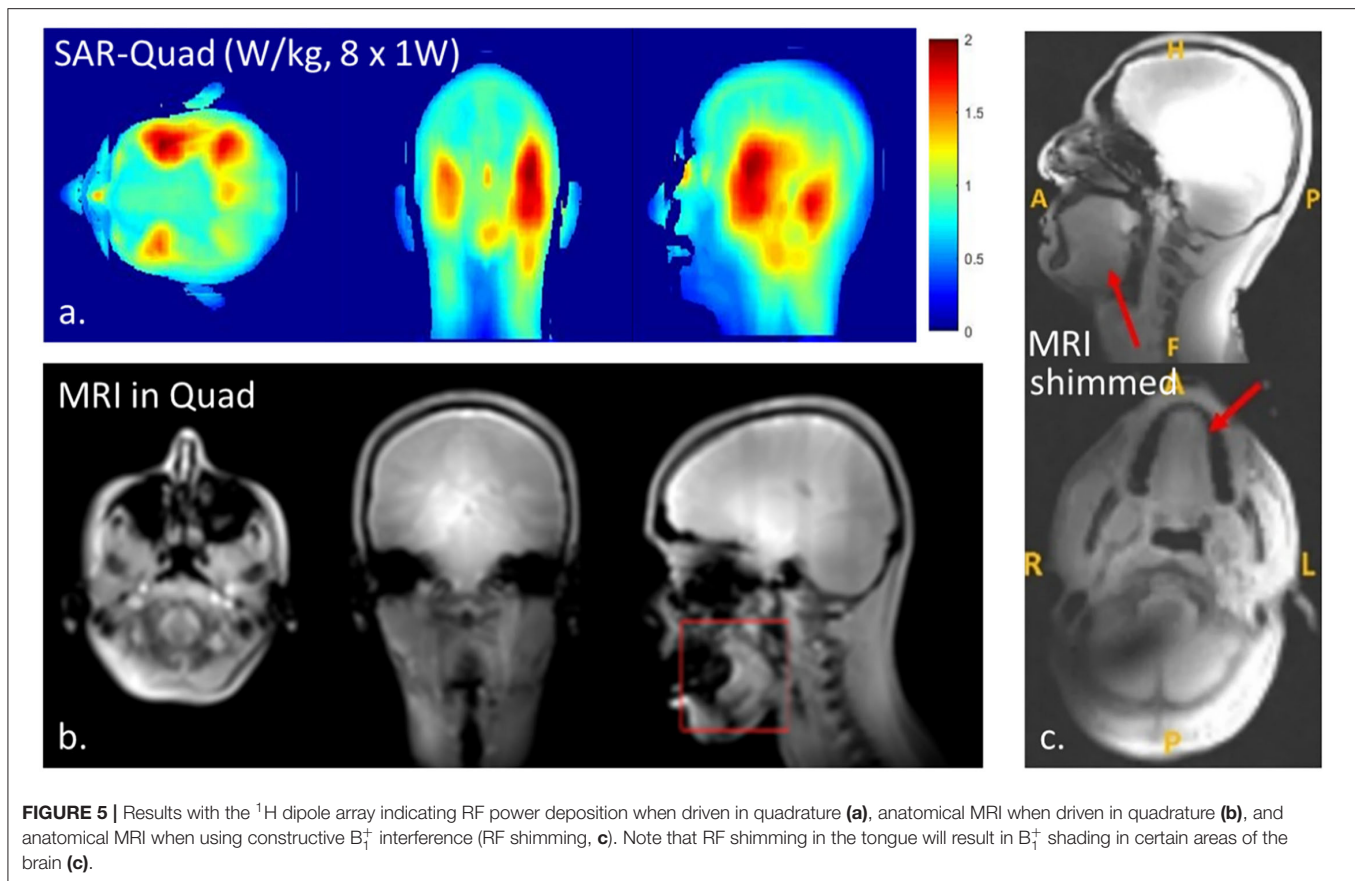 SAR-Quad (W/kg, 8 x 1W)
2
1.5
1
0.5
0
a.
MRI in Quad
b.
H
A
P
F
MRI
shimmed
A
R
L
P
c.
FIGURE 5 | Results with the ¹H dipole array indicating RF power deposition when driven in quadrature (a), anatomical MRI when driven in quadrature (b), and
anatomical MRI when using constructive B₁⁺ interference (RF shimming, c). Note that RF shimming in the tongue will result in B₁⁺ shading in certain areas of the
brain (c).